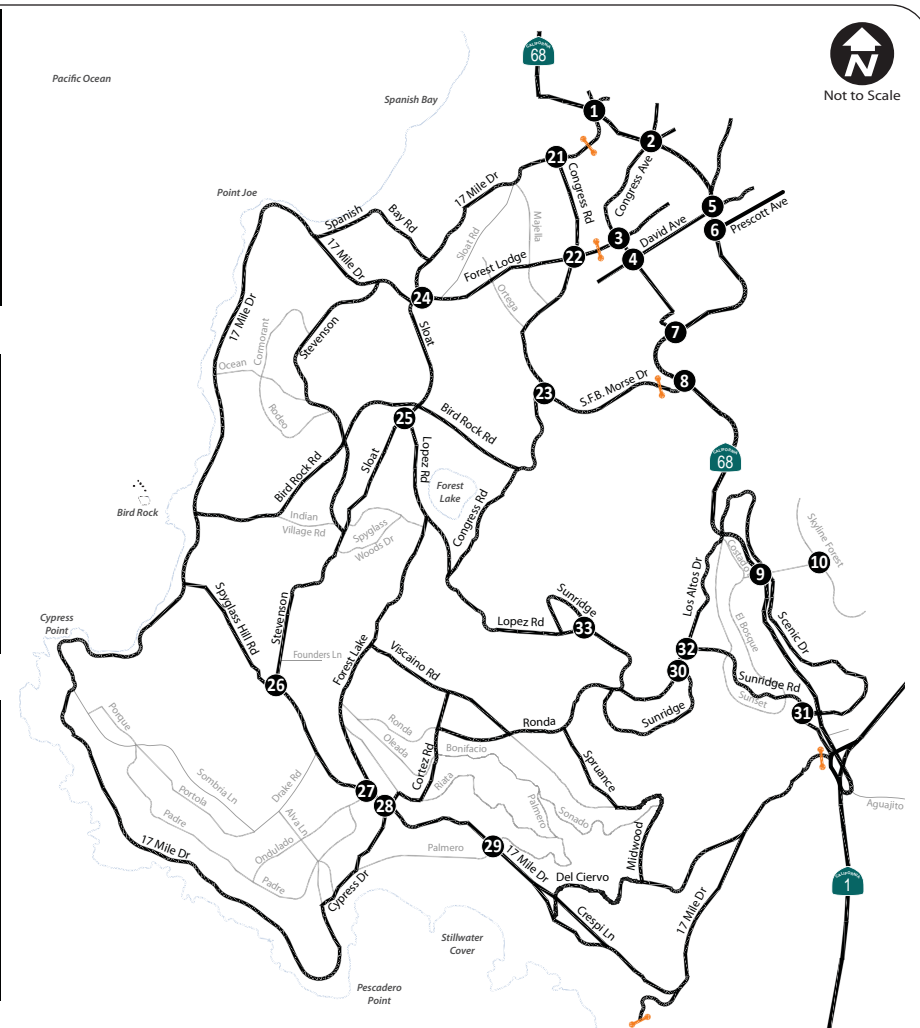 CALIFORNIA
68
N
Not to Scale
Pacific Ocean
Spanish Bay
1
2
Congress Ave
21
17 Mile Dr
Congress Rd
Point Joe
Spanish
Bay Rd
17 Mile Dr
Sloat Rd
Majella
3
David Ave
5
6
Prescott Ave
4
22
Forest Lodge
Ortega
24
17 Mile Dr
Cormorant
Stevenson
Sloat
7
Ocean
Rodeo
8
S.F.B. Morse Dr
23
25
Bird Rock Rd
CALIFORNIA
68
Bird Rock Rd
Sloat
Lopez Rd
Forest
Lake
Congress Rd
Bird Rock
Indian
Village Rd
Spyglass
Woods Dr
Skyline Forest
Costado
9
10
Los Altos Dr
El Bosque
Scenic Dr
Spyglass Hill Rd
Stevenson
Sunridge
Lopez Rd
33
Cypress
Point
Founders Ln
Forest Lake
Viscaino Rd
32
30
Sunridge Rd
Sunset
26
31
Sunridge
Porque
Ronda
Oleada
Ronda
Cortez Rd
Bonifacio
Spruance
Sombria Ln
Portola
Drake Rd
Riata
27
28
Palmero
Sonado
Aguajito
Padre
Alva Ln
Ondulado
17 Mile Dr
Palmero
29
17 Mile Dr
Midwood
Del Ciervo
Padre
Cypress Dr
CALIFORNIA
1
Crespi Ln
17 Mile Dr
Stillwater
Cove
Pescadero
Point